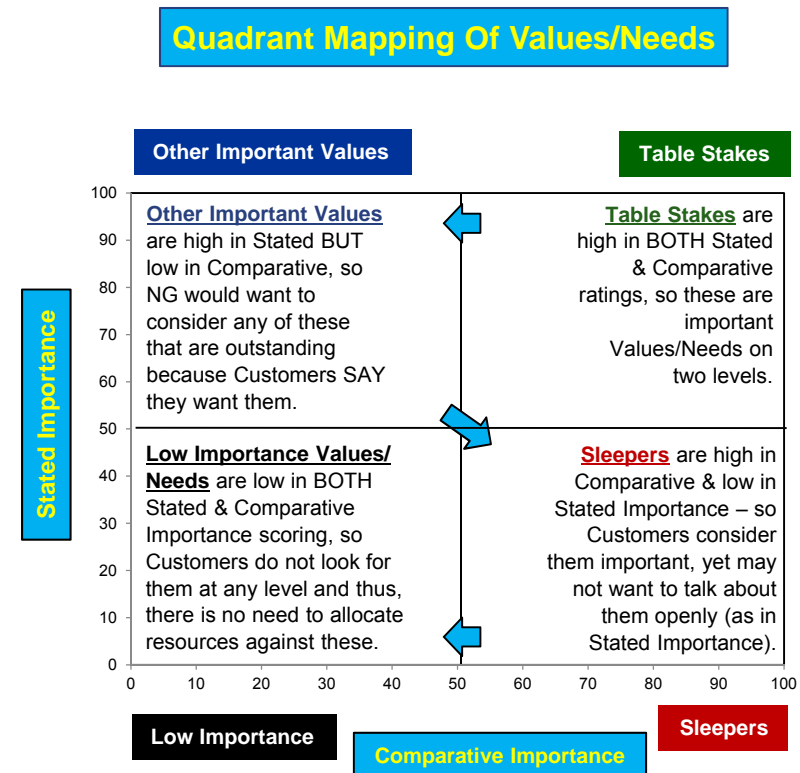 Quadrant Mapping Of Values/Needs
Other Important Values
Table Stakes
Stated Importance
100
90
80
70
60
50
40
30
20
10
0
Other Important Values
are high in Stated BUT
low in Comparative, so
NG would want to
consider any of these
that are outstanding
because Customers SAY
they want them.
Table Stakes are
high in BOTH Stated
& Comparative
ratings, so these are
important
Values/Needs on
two levels.
Low Importance Values/
Needs are low in BOTH
Stated & Comparative
Importance scoring, so
Customers do not look for
them at any level and thus,
there is no need to allocate
resources against these.
Sleepers are high in
Comparative & low in
Stated Importance – so
Customers consider
them important, yet may
not want to talk about
them openly (as in
Stated Importance).
0 10 20 30 40 50 60 70 80 90 100
Low Importance
Comparative Importance
Sleepers